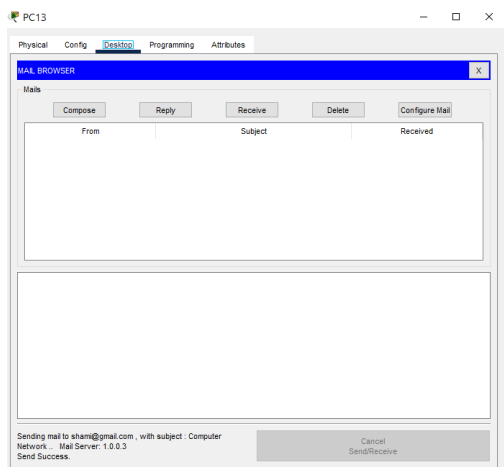 PC13
Physical Config Desktop Programming Attributes
MAIL BROWSER X
Mails
Compose Reply Receive Delete Configure Mail
From Subject Received
Sending mail to shami@gmail.com , with subject : Computer
Network .. Mail Server: 1.0.0.3
Send Success.
Cancel
Send/Receive